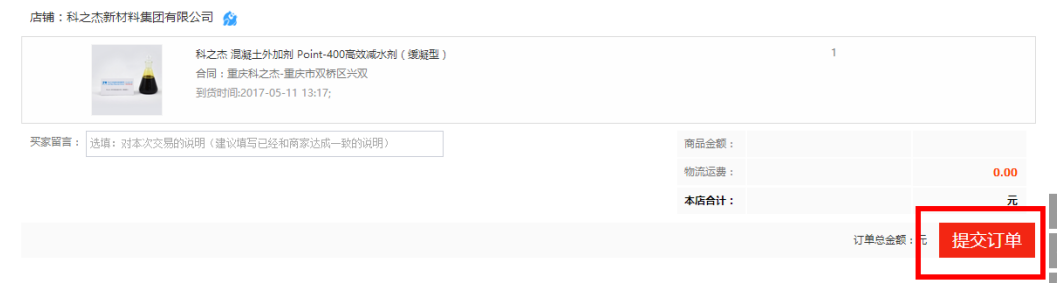 店铺：科之杰新材料集团有限公司
科之杰 混凝土外加剂 Point-400高效减水剂（缓凝型）
1
合同：重庆科之杰-重庆市双桥区兴双
到货时间:2017-05-11 13:17;
买家留言：
选填：对本次交易的说明（建议填写已经和商家达成一致的说明）
商品金额：
物流运费：
0.00
本店合计：
元
订单总金额：元
提交订单